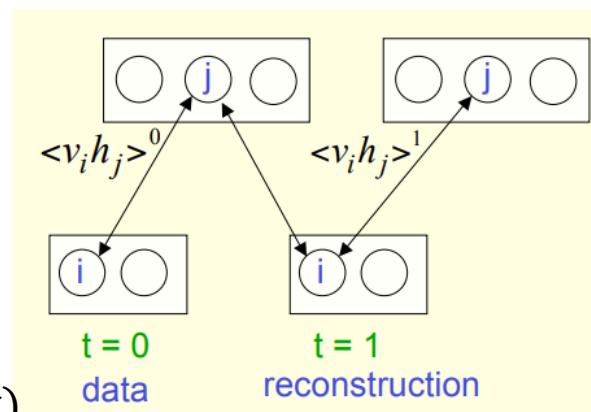 j j
<v_i h_j>^0 <v_i h_j>^1
i i
t = 0 t = 1
data reconstruction
)